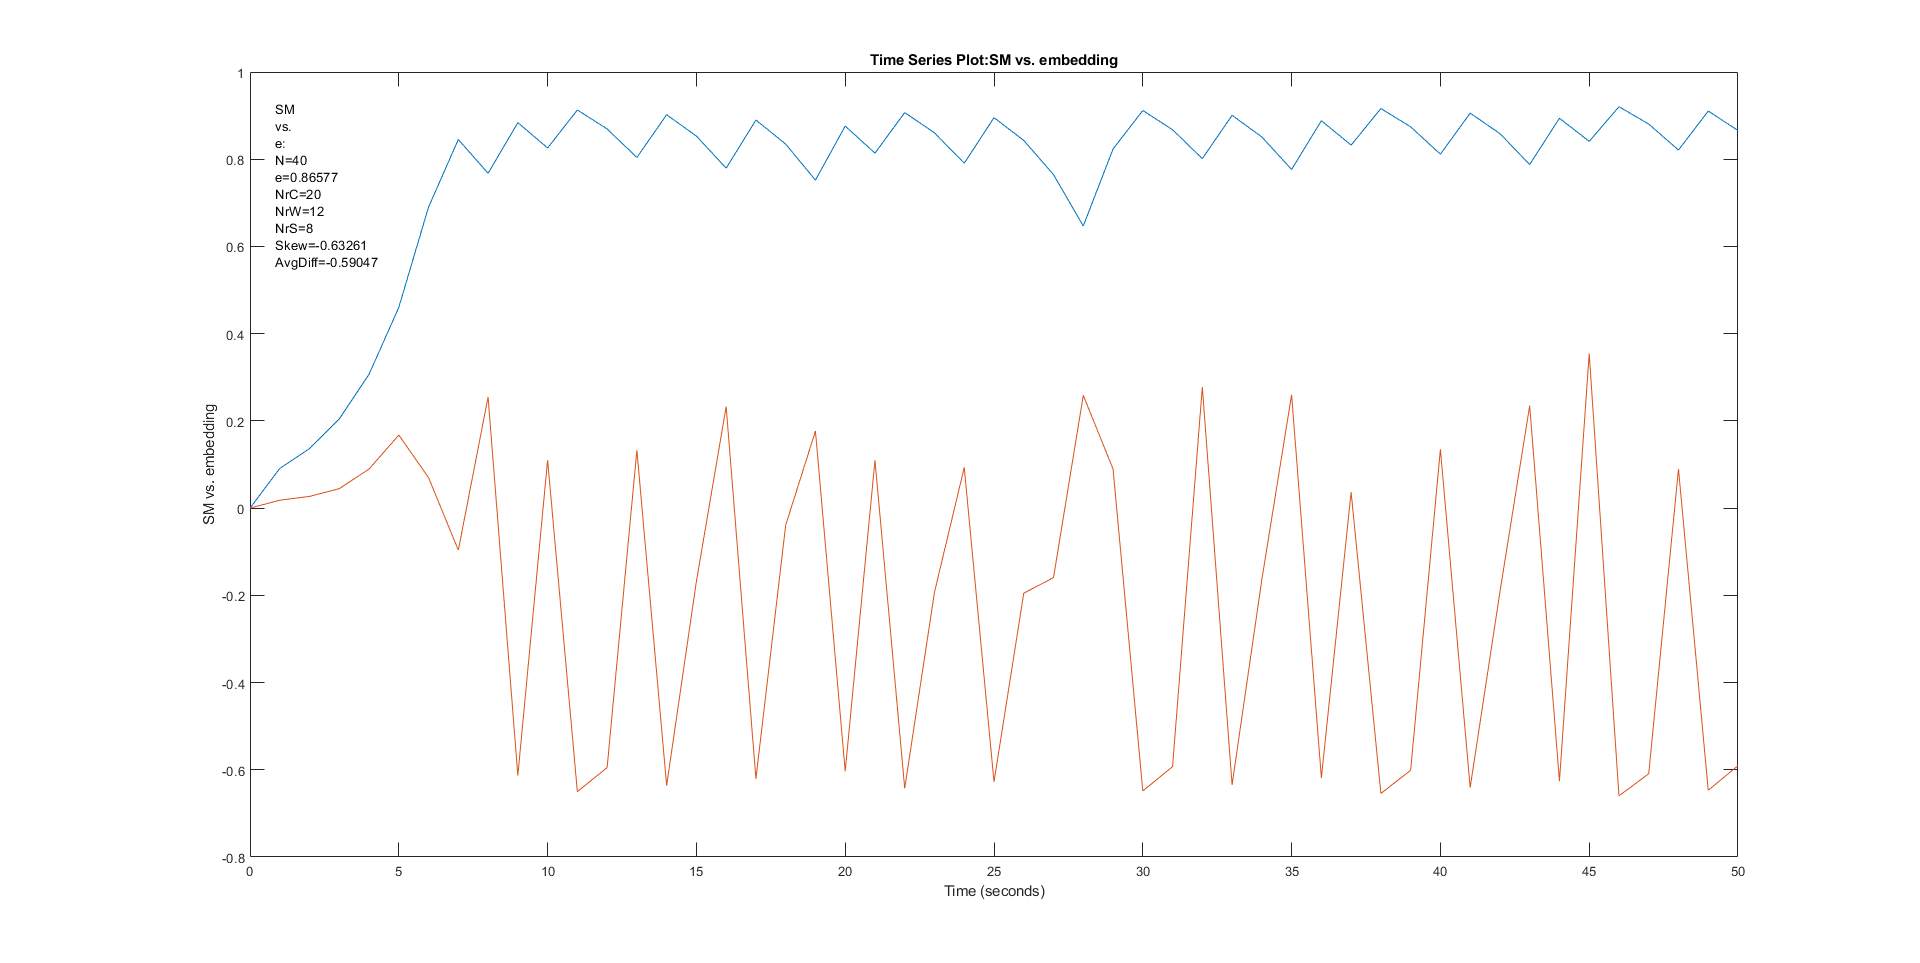 Time Series Plot:SM vs. embedding
1
0.8
0.6
0.4
0.2
0
-0.2
-0.4
-0.6
-0.8
SM vs. embedding
SM
vs.
e:
N=40
e=0.86577
NrC=20
NrW=12
NrS=8
Skew=-0.63261
AvgDiff=-0.59047
0 5 10 15 20 25 30 35 40 45 50
Time (seconds)